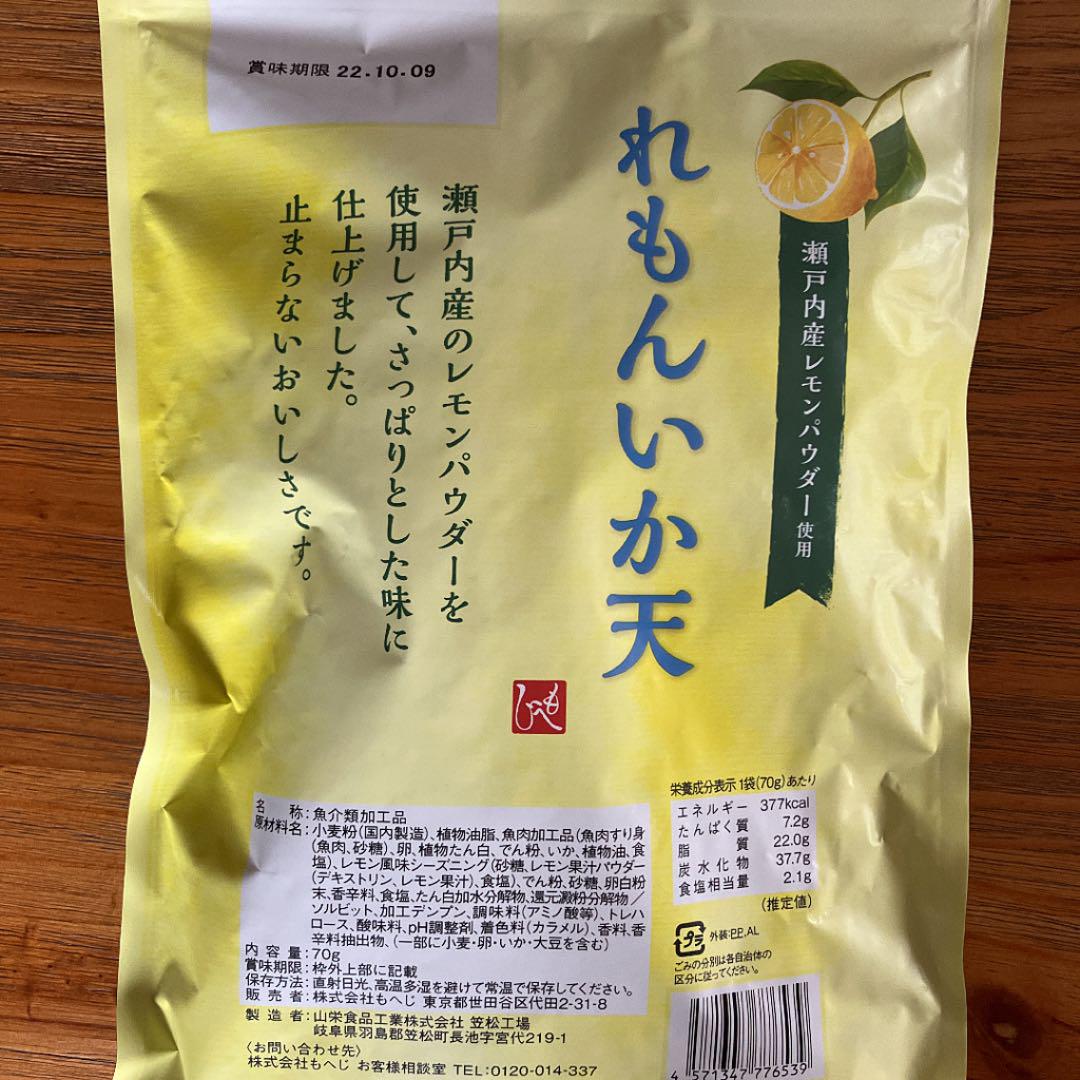 賞味期限 22.10.09
瀬戸内産レモンパウダー使用
れもんいか天
瀬戸内産のレモンパウダーを
使用して、さっぱりとした味に
仕上げました。
止まらないおいしさです。
もへじ
名　　称:魚介類加工品
原材料名:小麦粉(国内製造)、植物油脂、魚肉加工品(魚肉すり身
(魚肉、砂糖)、卵、植物たん白、でん粉、いか、植物油、食
塩)、レモン風味シーズニング(砂糖、レモン果汁パウダー
(デキストリン、レモン果汁)、食塩)、でん粉、砂糖、卵白粉
末、香辛料、食塩、たん白加水分解物、還元澱粉分解物／
ソルビット、加工デンプン、調味料(アミノ酸等)、トレハ
ロース、酸味料、pH調整剤、着色料(カラメル)、香料、香
辛料抽出物、(一部に小麦・卵・いか・大豆を含む)
内 容 量:70g
賞味期限:枠外上部に記載
保存方法:直射日光、高温多湿を避けて常温で保存してください。
販 売 者:株式会社もへじ 東京都世田谷区代田2-31-8
製 造 者:山栄食品工業株式会社 笠松工場
岐阜県羽島郡笠松町長池字宮代219-1
〈お問い合わせ先〉
株式会社もへじ お客様相談室 TEL:0120-014-337
栄養成分表示 1袋(70g)あたり
エネルギー 377kcal
たんぱく質 7.2g
脂　　質 22.0g
炭水化物 37.7g
食塩相当量 2.1g
(推定値)
プラ 外装:PP,AL
ごみの分別は各自治体の
区分に従ってください。
4 571347 776539